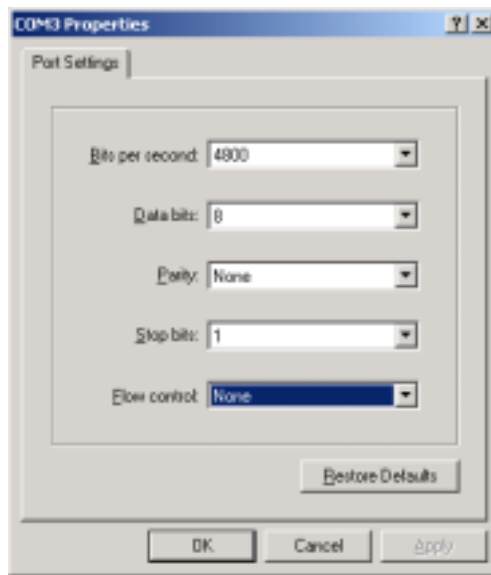 COM3 Properties
Port Settings
Bits per second: 4800
Data bits: 8
Parity: None
Stop bits: 1
Flow control: None
Restore Defaults
OK Cancel Apply